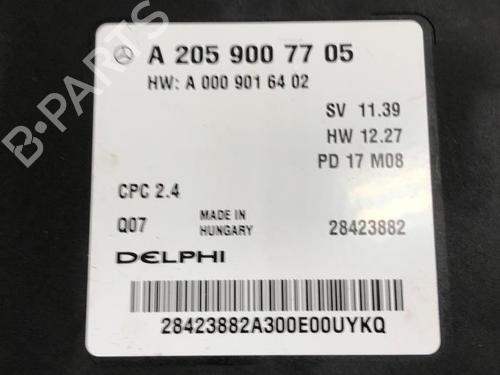 A 205 900 77 05
HW: A 000 901 64 02
SV 11.39
HW 12.27
PD 17 M08
CPC 2.4
Q07
MADE IN
HUNGARY
28423882
DELPHI
28423882A300E00UYKQ
B-PARTS